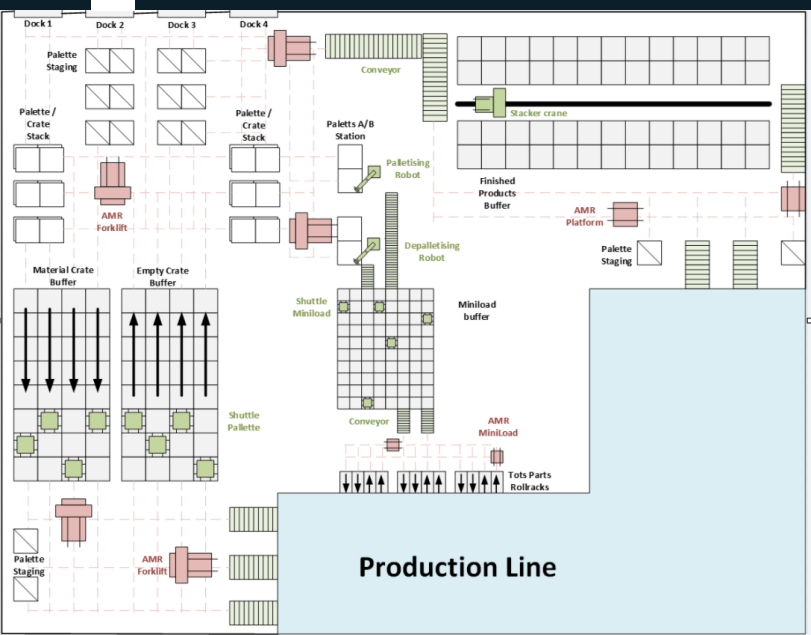 Dock 1
Dock 2
Dock 3
Dock 4
Palette
Staging
Conveyor
Stacker crane
Palette /
Crate
Stack
Palette /
Crate
Stack
Paletts A/B
Station
Palletising
Robot
Finished
Products
Buffer
AMR
Forklift
AMR
Platform
Depalletising
Robot
Palette
Staging
Material Crate
Buffer
Empty Crate
Buffer
Shuttle
Miniload
Miniload
buffer
Shuttle
Pallette
Conveyor
AMR
MiniLoad
Tots Parts
Rollracks
Palette
Staging
AMR
Forklift
Production Line